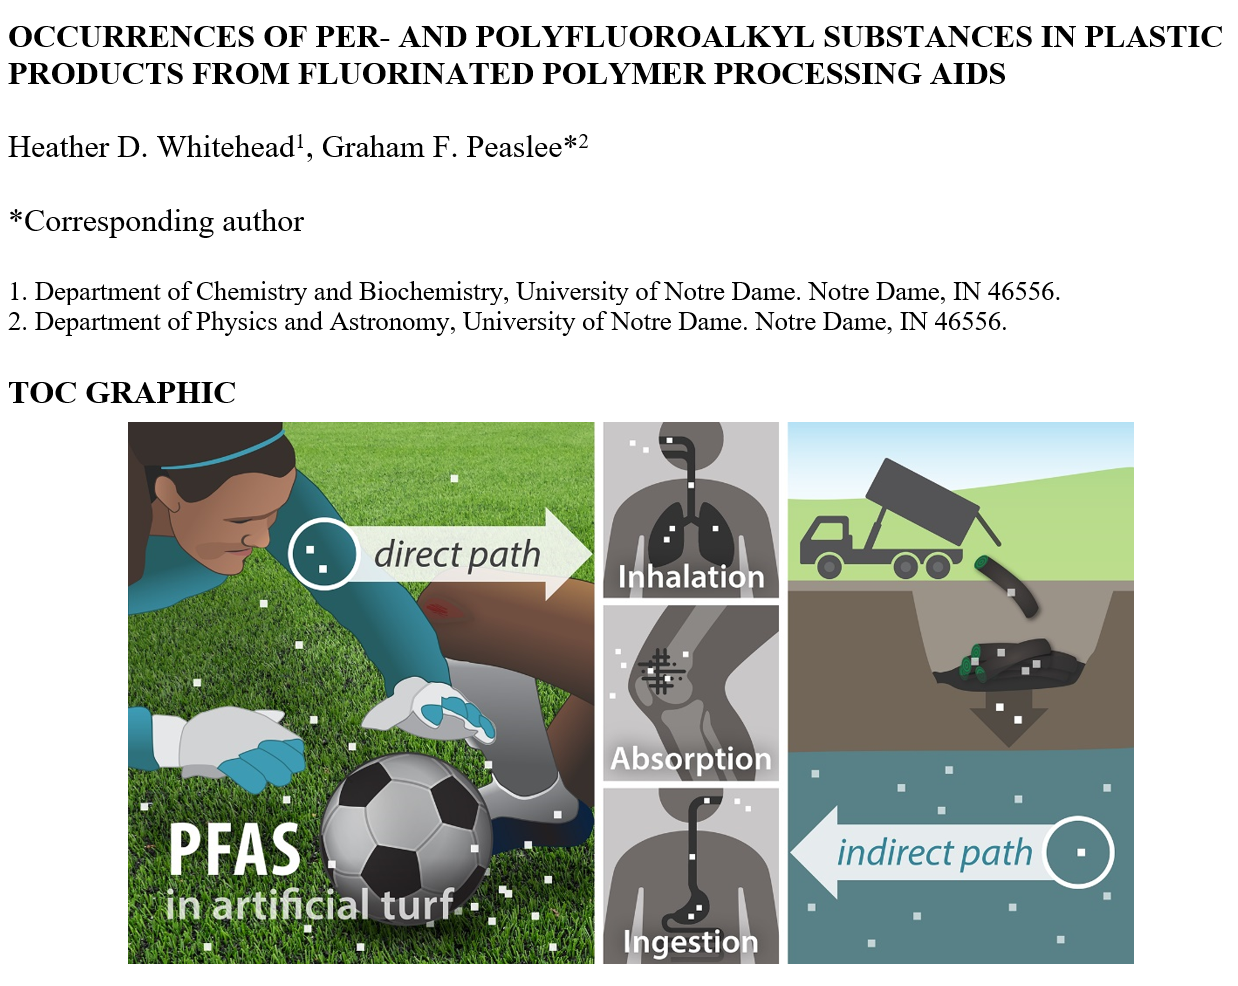 OCCURRENCES OF PER- AND POLYFLUOROALKYL SUBSTANCES IN PLASTIC
PRODUCTS FROM FLUORINATED POLYMER PROCESSING AIDS
Heather D. Whitehead1, Graham F. Peaslee*2
*Corresponding author
1. Department of Chemistry and Biochemistry, University of Notre Dame. Notre Dame, IN 46556.
2. Department of Physics and Astronomy, University of Notre Dame. Notre Dame, IN 46556.
TOC GRAPHIC
direct path
Inhalation
Absorption
PFAS
in artificial turf
Ingestion
indirect path